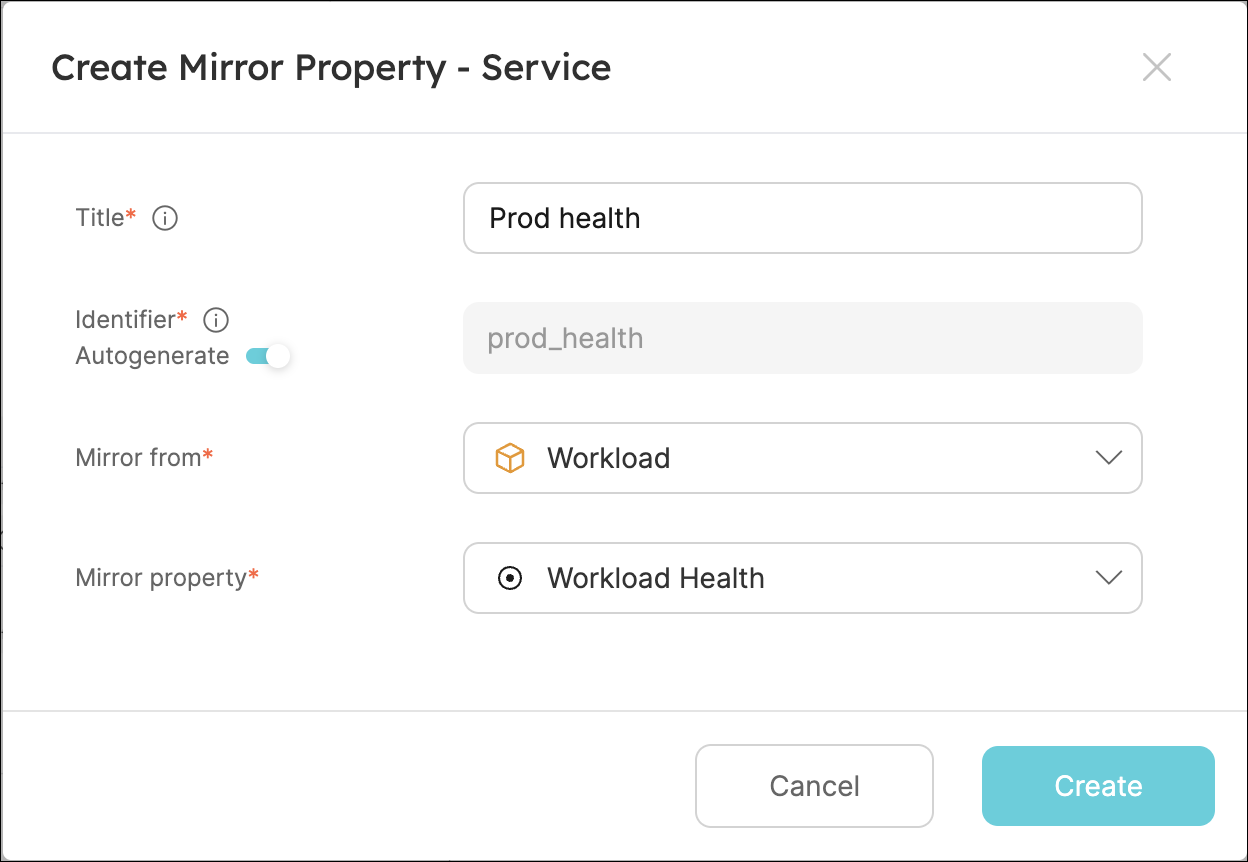 Create Mirror Property - Service
Title*
Prod health
Identifier*
Autogenerate
prod_health
Mirror from*
Workload
Mirror property*
Workload Health
Cancel
Create